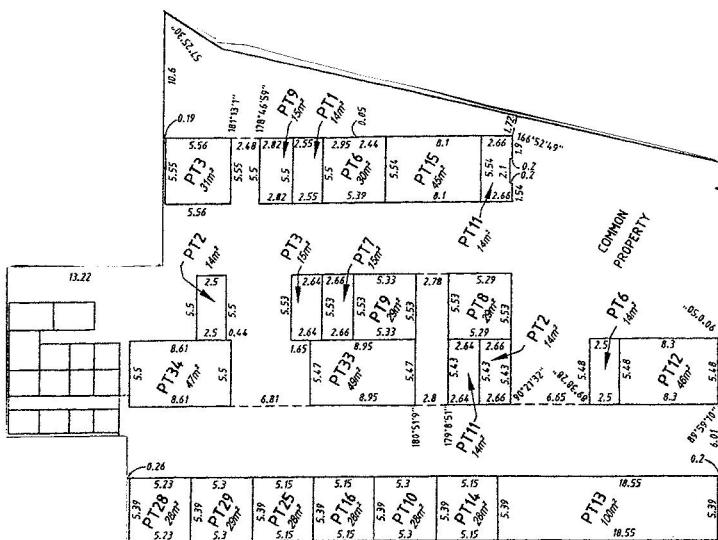 57°25'30"
10.6
0.19
181°13'1"
178°46'59"
PT9
15m²
PT1
14m²
0.05
1.72
166°52'49"
5.56
2.48
2.82
2.55
2.95
2.44
8.1
2.66
1.9
5.55
PT3
31m²
5.55
5.5
5.5
5.5
PT6
30m²
5.54
PT15
45m²
5.54
2.1
0.2
0.2
1.54
5.56
2.82
2.55
5.39
8.1
2.66
PT11
14m²
COMMON
PROPERTY
PT2
14m²
PT3
15m²
PT7
15m²
13.22
2.5
2.64
2.66
5.33
2.78
5.29
5.5
5.5
5.53
5.53
5.53
PT9
29m²
5.53
5.53
PT8
29m²
5.53
PT2
14m²
PT6
14m²
0°50'06"
2.5
0.44
2.64
2.66
5.33
5.29
8.61
1.65
8.95
2.64
2.66
2.5
8.3
5.5
PT34
47m²
5.5
5.47
PT33
49m²
5.47
5.43
5.43
5.43
5.48
5.48
PT12
46m²
5.48
8.61
6.81
8.95
2.8
2.64
2.66
90°21'32"
6.65
89°30'28"
2.5
8.3
180°51'9"
179°8'51"
PT11
14m²
89°59'10"
6.01
0.26
0.2
5.23
5.3
5.15
5.15
5.3
5.15
18.55
5.39
PT28
28m²
5.39
PT29
29m²
5.39
PT25
28m²
5.39
PT16
28m²
5.39
PT10
28m²
5.39
PT14
28m²
5.39
PT13
100m²
5.39
5.23
5.3
5.15
5.15
5.3
5.15
18.55